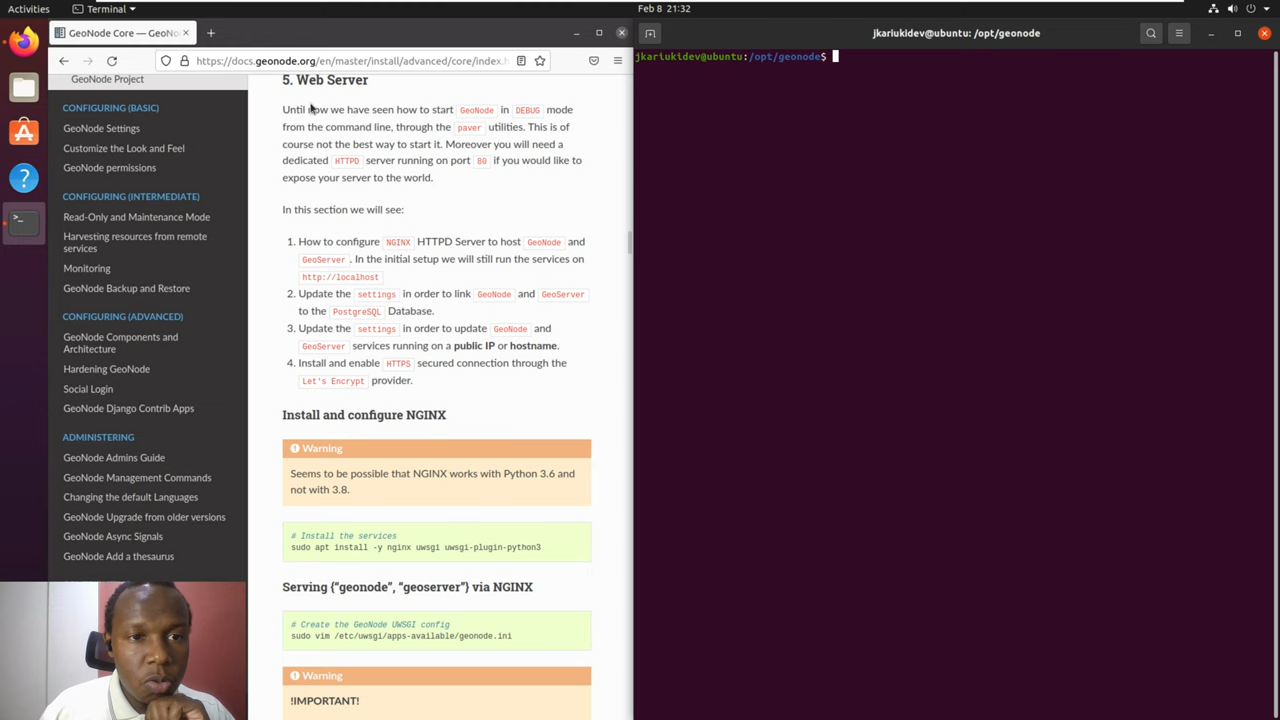 Activities
Terminal
Feb 8 21:32
GeoNode Core — GeoNo
https://docs.geonode.org/en/master/install/advanced/core/index.h
GeoNode Project
CONFIGURING (BASIC)
GeoNode Settings
Customize the Look and Feel
GeoNode permissions
CONFIGURING (INTERMEDIATE)
Read-Only and Maintenance Mode
Harvesting resources from remote
services
Monitoring
GeoNode Backup and Restore
CONFIGURING (ADVANCED)
GeoNode Components and
Architecture
Hardening GeoNode
Social Login
GeoNode Django Contrib Apps
ADMINISTERING
GeoNode Admins Guide
GeoNode Management Commands
Changing the default Languages
GeoNode Upgrade from older versions
GeoNode Async Signals
GeoNode Add a thesaurus
5. Web Server
Until now we have seen how to start GeoNode in DEBUG mode
from the command line, through the paver utilities. This is of
course not the best way to start it. Moreover you will need a
dedicated HTTPD server running on port 80 if you would like to
expose your server to the world.
In this section we will see:
1. How to configure NGINX HTTPD Server to host GeoNode and
GeoServer . In the initial setup we will still run the services on
http://localhost
2. Update the settings in order to link GeoNode and GeoServer
to the PostgreSQL Database.
3. Update the settings in order to update GeoNode and
GeoServer services running on a public IP or hostname.
4. Install and enable HTTPS secured connection through the
Let's Encrypt provider.
Install and configure NGINX
Warning
Seems to be possible that NGINX works with Python 3.6 and
not with 3.8.
# Install the services
sudo apt install -y nginx uwsgi uwsgi-plugin-python3
Serving {“geonode”, “geoserver”} via NGINX
# Create the GeoNode UWSGI config
sudo vim /etc/uwsgi/apps-available/geonode.ini
Warning
!IMPORTANT!
jkariukidev@ubuntu: /opt/geonode
jkariukidev@ubuntu:/opt/geonode$